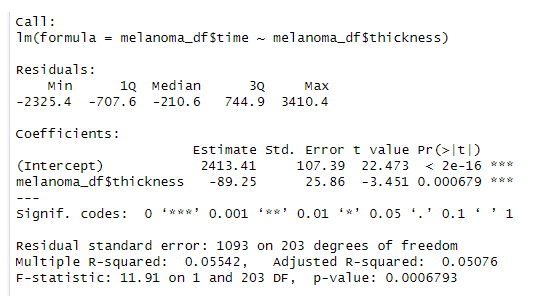 Call:
lm(formula = melanoma_df$time ~ melanoma_df$thickness)

Residuals:
    Min      1Q  Median      3Q     Max
-2325.4  -707.6  -210.6   744.9  3410.4

Coefficients:
                      Estimate Std. Error t value Pr(>|t|)
(Intercept)            2413.41     107.39  22.473  < 2e-16 ***
melanoma_df$thickness   -89.25      25.86  -3.451 0.000679 ***
---
Signif. codes:  0 ‘***’ 0.001 ‘**’ 0.01 ‘*’ 0.05 ‘.’ 0.1 ‘ ’ 1

Residual standard error: 1093 on 203 degrees of freedom
Multiple R-squared:  0.05542,   Adjusted R-squared:  0.05076
F-statistic: 11.91 on 1 and 203 DF,  p-value: 0.0006793